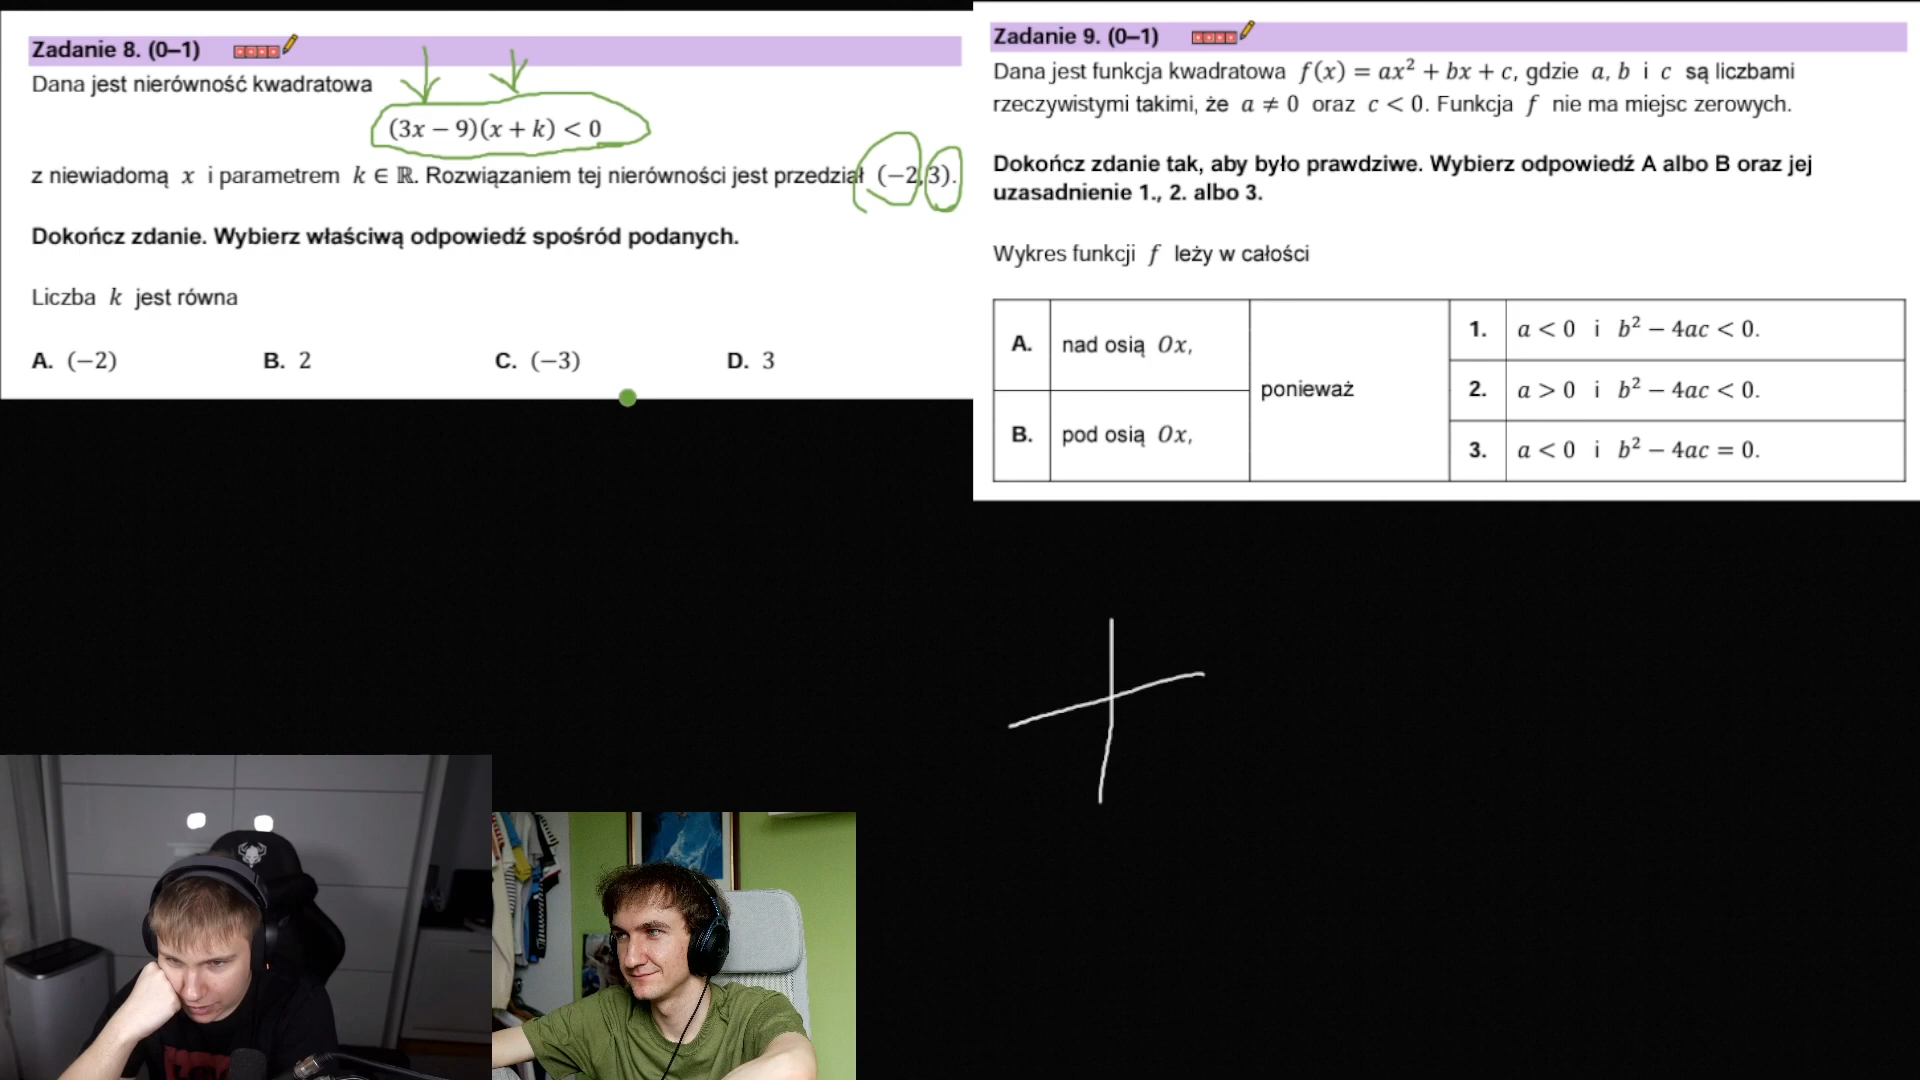 Zadanie 8. (0–1)
Dana jest nierówność kwadratowa
(3x − 9)(x + k) < 0
z niewiadomą x i parametrem k ∈ ℝ. Rozwiązaniem tej nierówności jest przedział (−2, 3).
Dokończ zdanie. Wybierz właściwą odpowiedź spośród podanych.
Liczba k jest równa
A. (−2) B. 2 C. (−3) D. 3
Zadanie 9. (0–1)
Dana jest funkcja kwadratowa f(x) = ax² + bx + c, gdzie a, b i c są liczbami
rzeczywistymi takimi, że a ≠ 0 oraz c < 0. Funkcja f nie ma miejsc zerowych.
Dokończ zdanie tak, aby było prawdziwe. Wybierz odpowiedź A albo B oraz jej
uzasadnienie 1., 2. albo 3.
Wykres funkcji f leży w całości
A. nad osią Ox,
B. pod osią Ox,
ponieważ
1. a < 0 i b² − 4ac < 0.
2. a > 0 i b² − 4ac < 0.
3. a < 0 i b² − 4ac = 0.